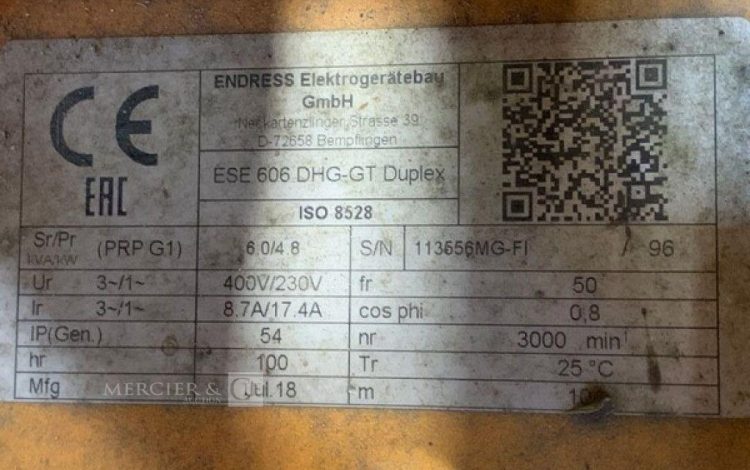 CE
EAC
ENDRESS Elektrogerätebau
GmbH
Neckartenzlinger Strasse 39
D-72658 Bempflingen
ESE 606 DHG-GT Duplex
ISO 8528
Sr/Pr kVA/kW (PRP G1) 6.0/4.8 S/N 113656MG-FI / 96
Ur 3~/1~ 400V/230V fr 50
Ir 3~/1~ 8.7A/17.4A cos phi 0,8
IP(Gen.) 54 nr 3000 min
hr 100 Tr 25 °C
Mfg Jul.18 m
MERCIER &
AUCTION